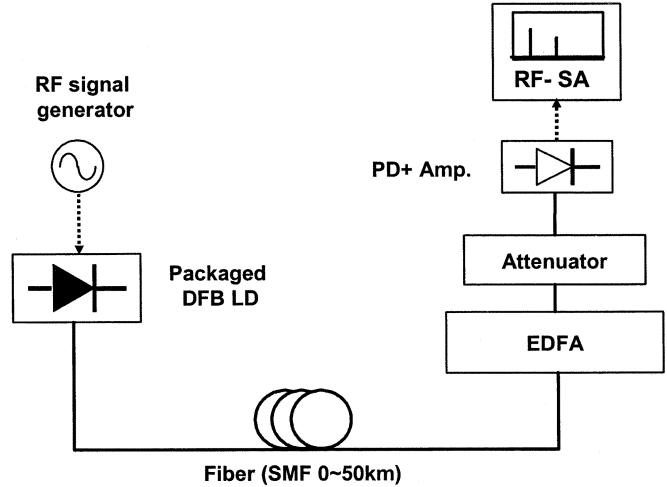 RF signal
generator
RF- SA
PD+ Amp.
Packaged
DFB LD
Attenuator
EDFA
Fiber (SMF 0~50km)